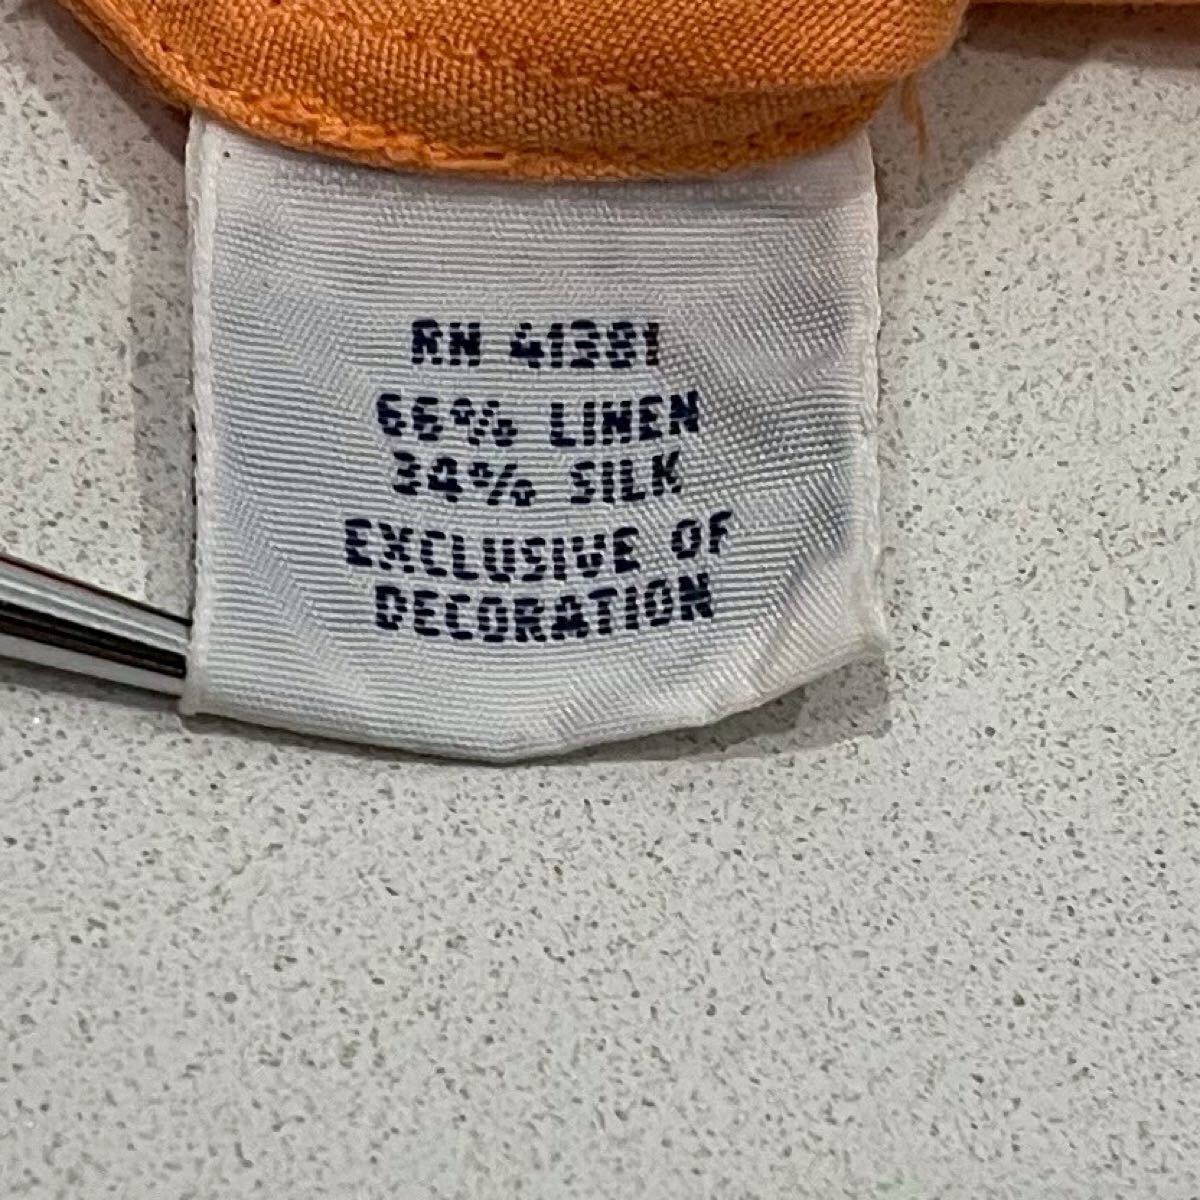 RN 41381
66% LINEN
34% SILK
EXCLUSIVE OF
DECORATION